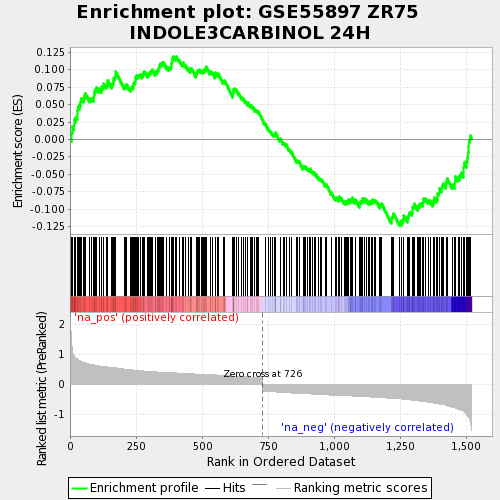 Enrichment plot: GSE55897 ZR75
INDOLE3CARBINOL 24H
Enrichment score (ES)
0.125
0.100
0.075
0.050
0.025
0.000
-0.025
-0.050
-0.075
-0.100
-0.125
Ranked list metric (PreRanked)
2
1
0
-1
'na_pos' (positively correlated)
Zero cross at 726
'na_neg' (negatively correlated)
0
250
500
750
1,000
1,250
1,500
Rank in Ordered Dataset
Enrichment profile
Hits
Ranking metric scores